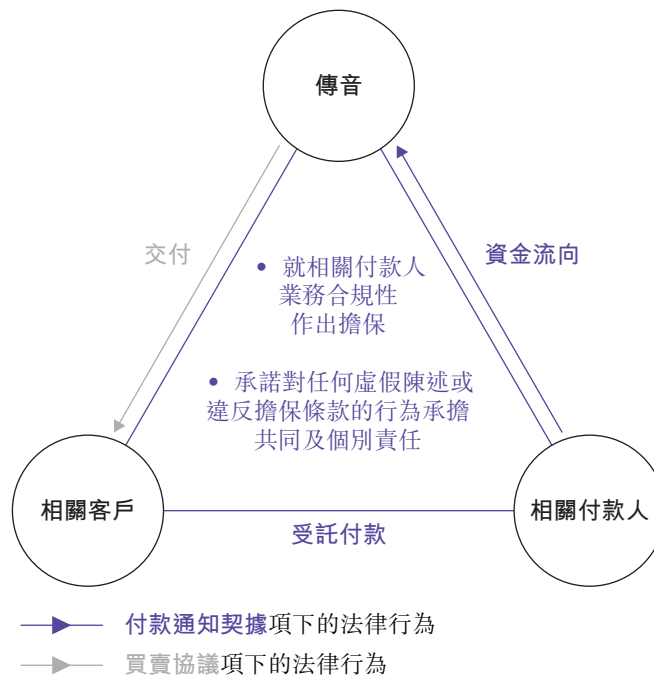 傳音
交付
資金流向
• 就相關付款人
業務合規性
作出擔保
• 承諾對任何虛假陳述或
違反擔保條款的行為承擔
共同及個別責任
相關客戶
相關付款人
受託付款
付款通知契據項下的法律行為
買賣協議項下的法律行為